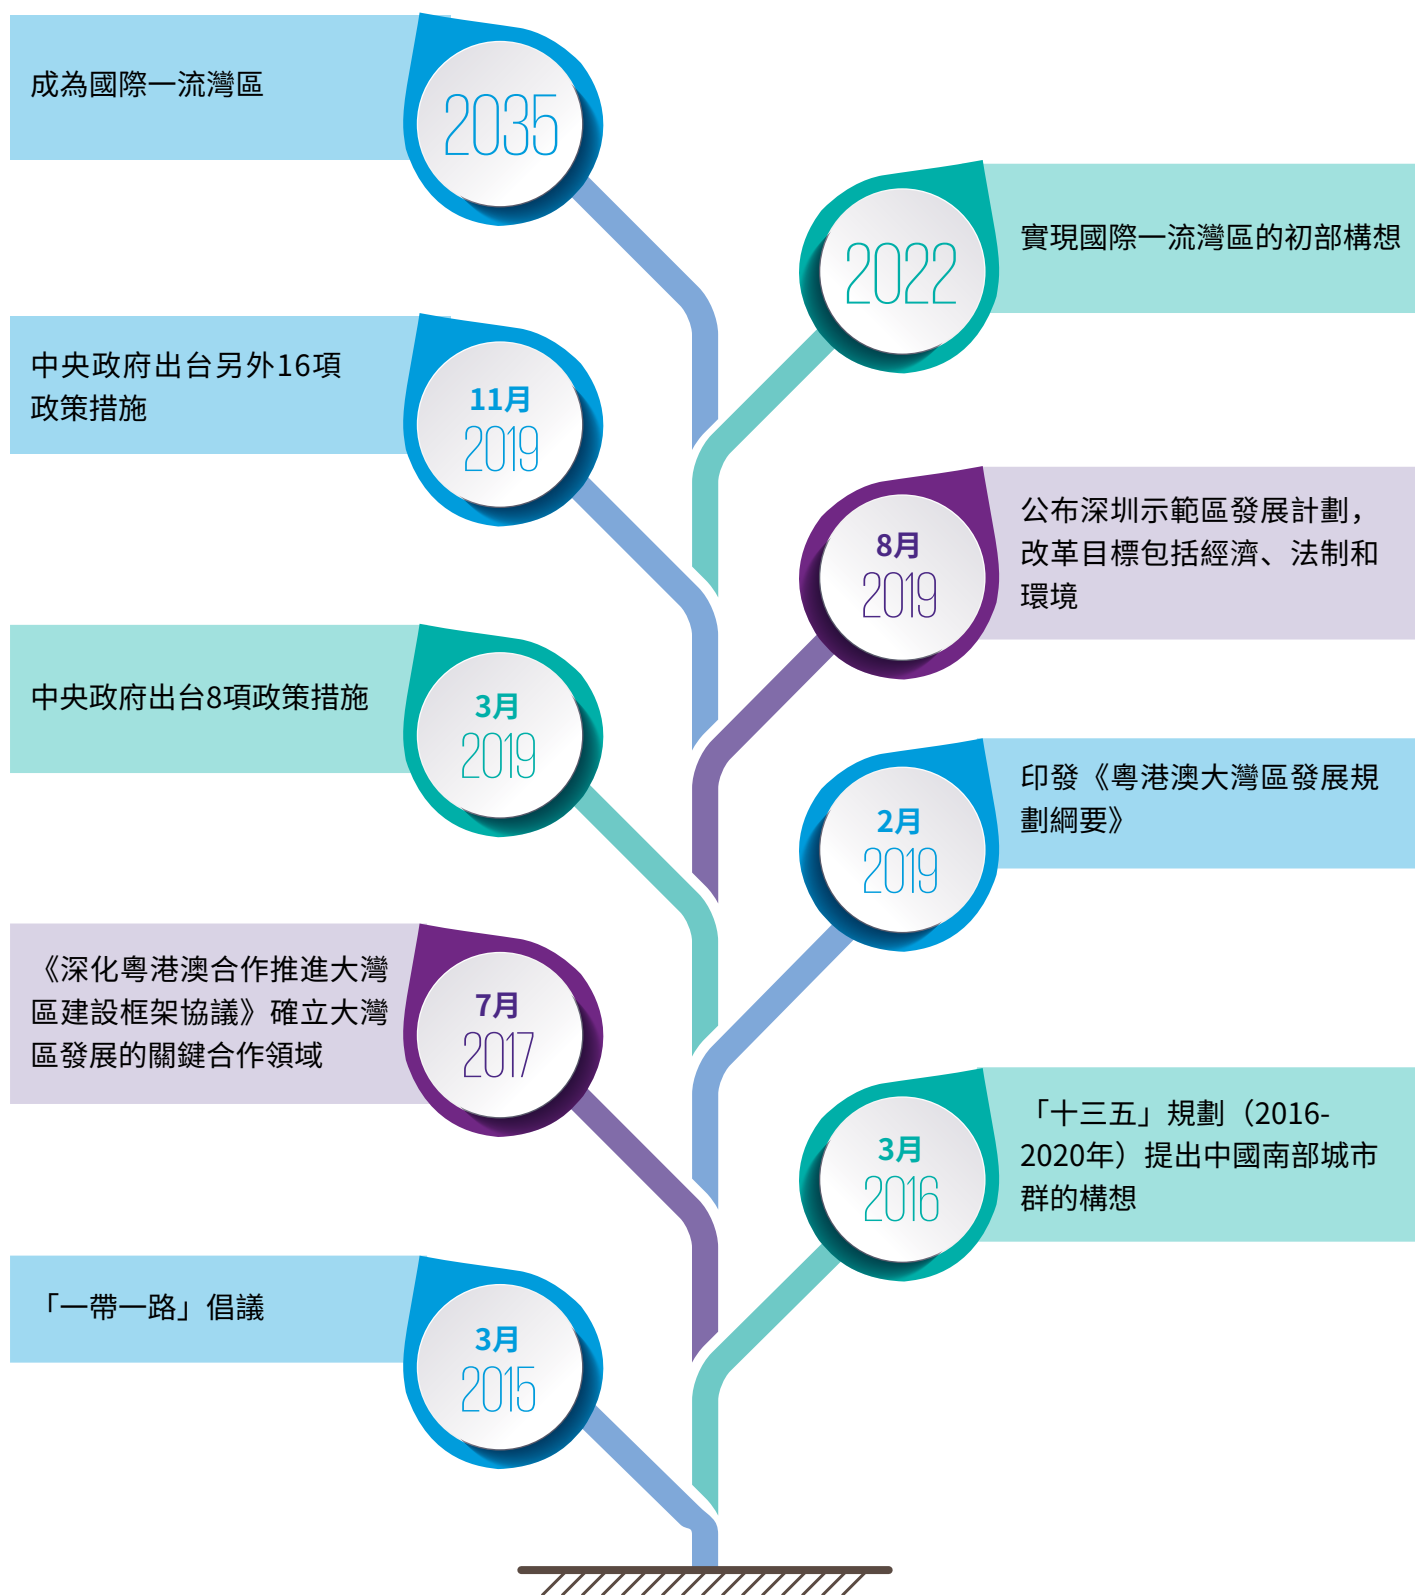 成為國際一流灣區
2035
2022
實現國際一流灣區的初部構想
中央政府出台另外16項
政策措施
11月
2019
8月
2019
公布深圳示範區發展計劃，
改革目標包括經濟、法制和
環境
中央政府出台8項政策措施
3月
2019
2月
2019
印發《粵港澳大灣區發展規
劃綱要》
《深化粵港澳合作推進大灣
區建設框架協議》確立大灣
區發展的關鍵合作領域
7月
2017
3月
2016
「十三五」規劃（2016-
2020年）提出中國南部城市
群的構想
「一帶一路」倡議
3月
2015